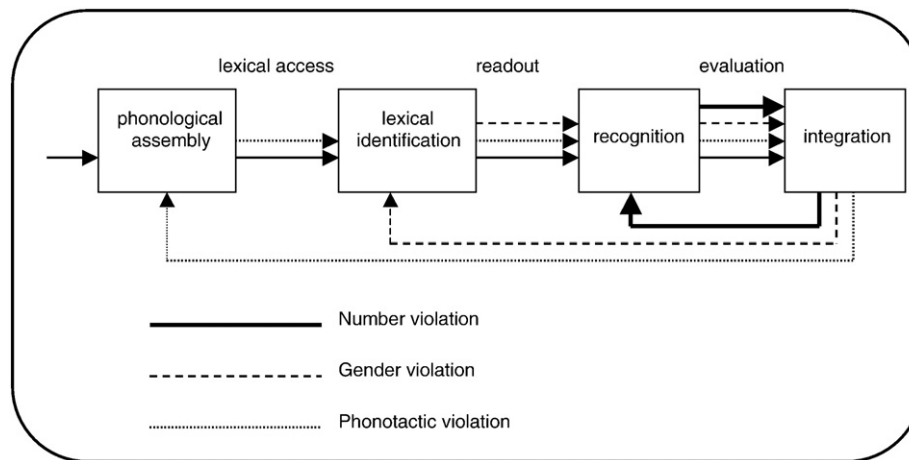 lexical access
readout
evaluation
phonological
assembly
lexical
identification
recognition
integration
Number violation
Gender violation
Phonotactic violation